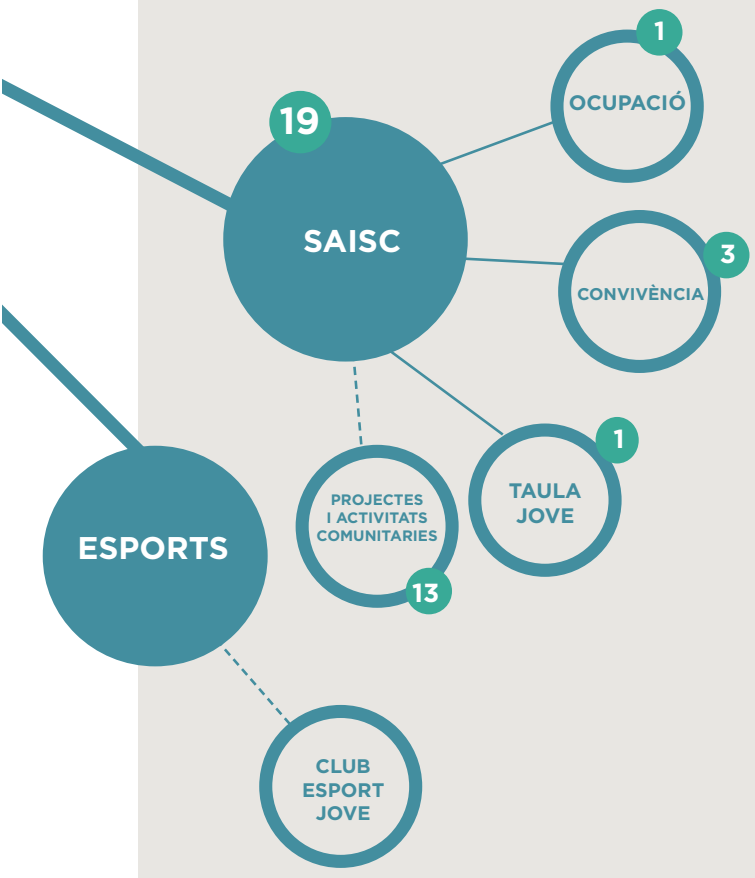 1
OCUPACIÓ
19
SAISC
3
CONVIVÈNCIA
1
TAULA
JOVE
PROJECTES
I ACTIVITATS
COMUNITARIES
13
ESPORTS
CLUB
ESPORT
JOVE